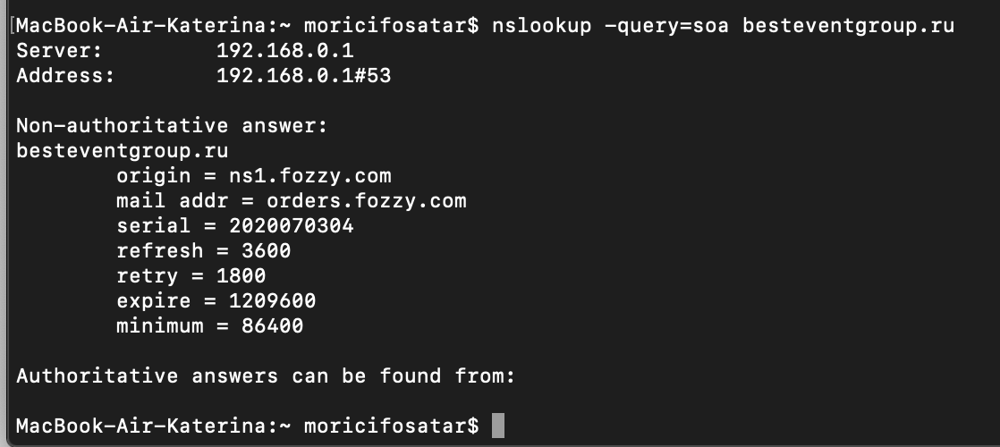 [MacBook-Air-Katerina:~ moricifosatar$ nslookup -query=soa besteventgroup.ru
Server:         192.168.0.1
Address:        192.168.0.1#53
Non-authoritative answer:
besteventgroup.ru
        origin = ns1.fozzy.com
        mail addr = orders.fozzy.com
        serial = 2020070304
        refresh = 3600
        retry = 1800
        expire = 1209600
        minimum = 86400
Authoritative answers can be found from:
MacBook-Air-Katerina:~ moricifosatar$